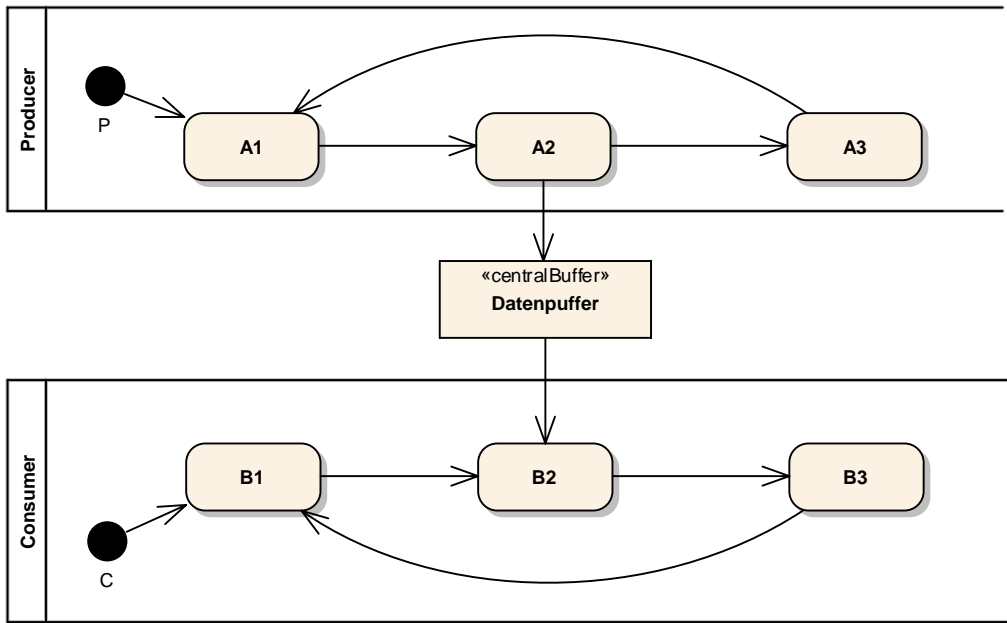 Producer
P
A1
A2
A3
«centralBuffer»
Datenpuffer
Consumer
B1
B2
B3
C